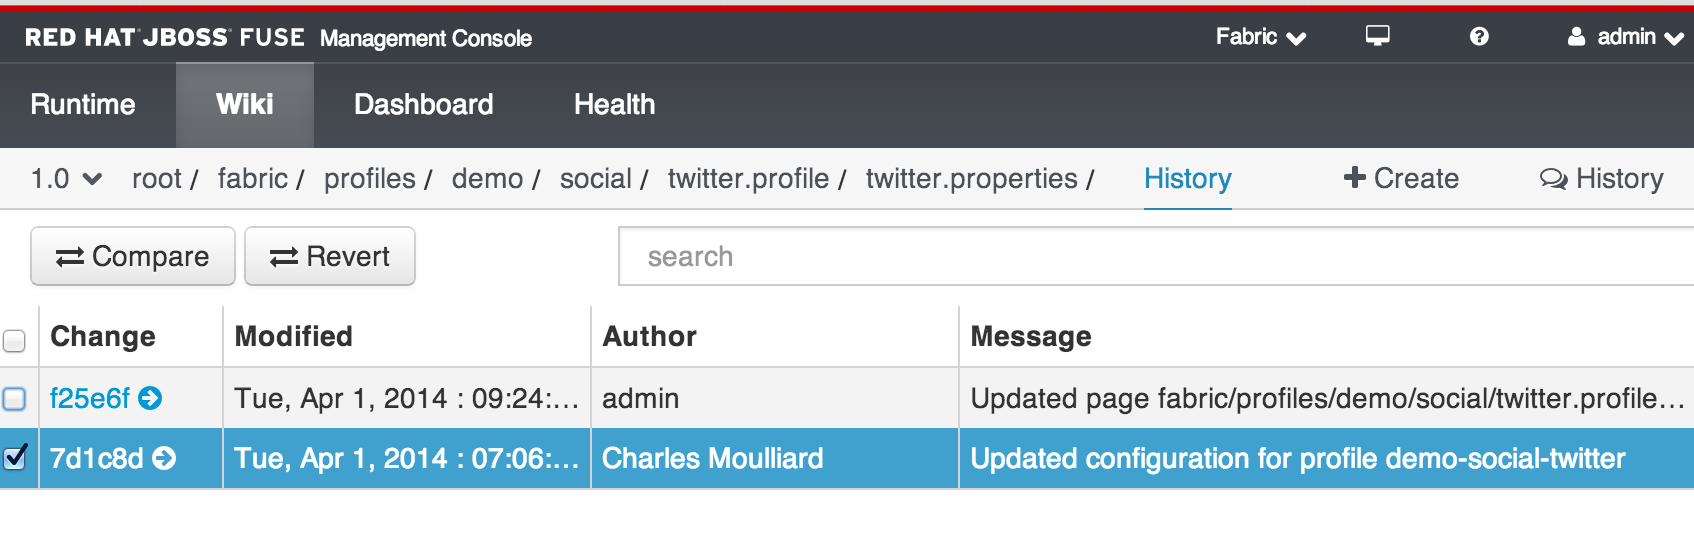 RED HAT JBOSS FUSE Management Console Fabric admin
Runtime Wiki Dashboard Health
1.0 root / fabric / profiles / demo / social / twitter.profile / twitter.properties / History + Create History
Compare Revert search
Change Modified Author Message
f25e6f Tue, Apr 1, 2014 : 09:24:... admin Updated page fabric/profiles/demo/social/twitter.profile...
7d1c8d Tue, Apr 1, 2014 : 07:06:... Charles Moulliard Updated configuration for profile demo-social-twitter